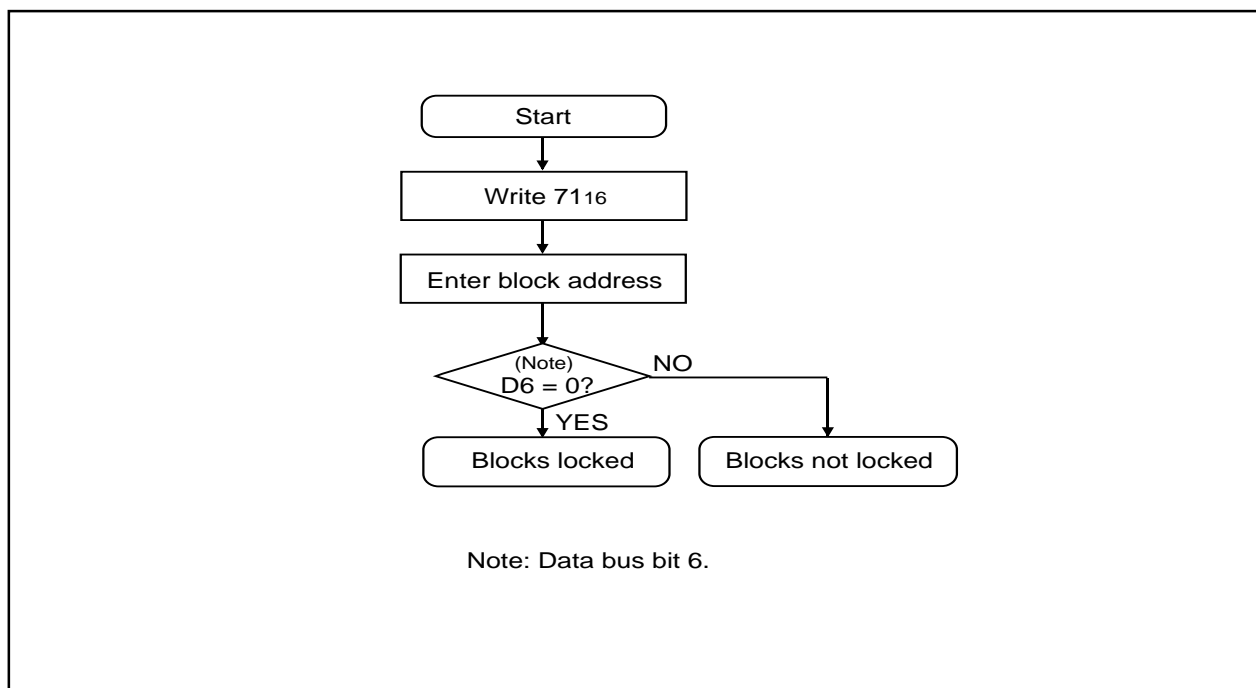 Start
Write 7116
Enter block address
(Note)
D6 = 0?
NO
YES
Blocks locked
Blocks not locked
Note: Data bus bit 6.